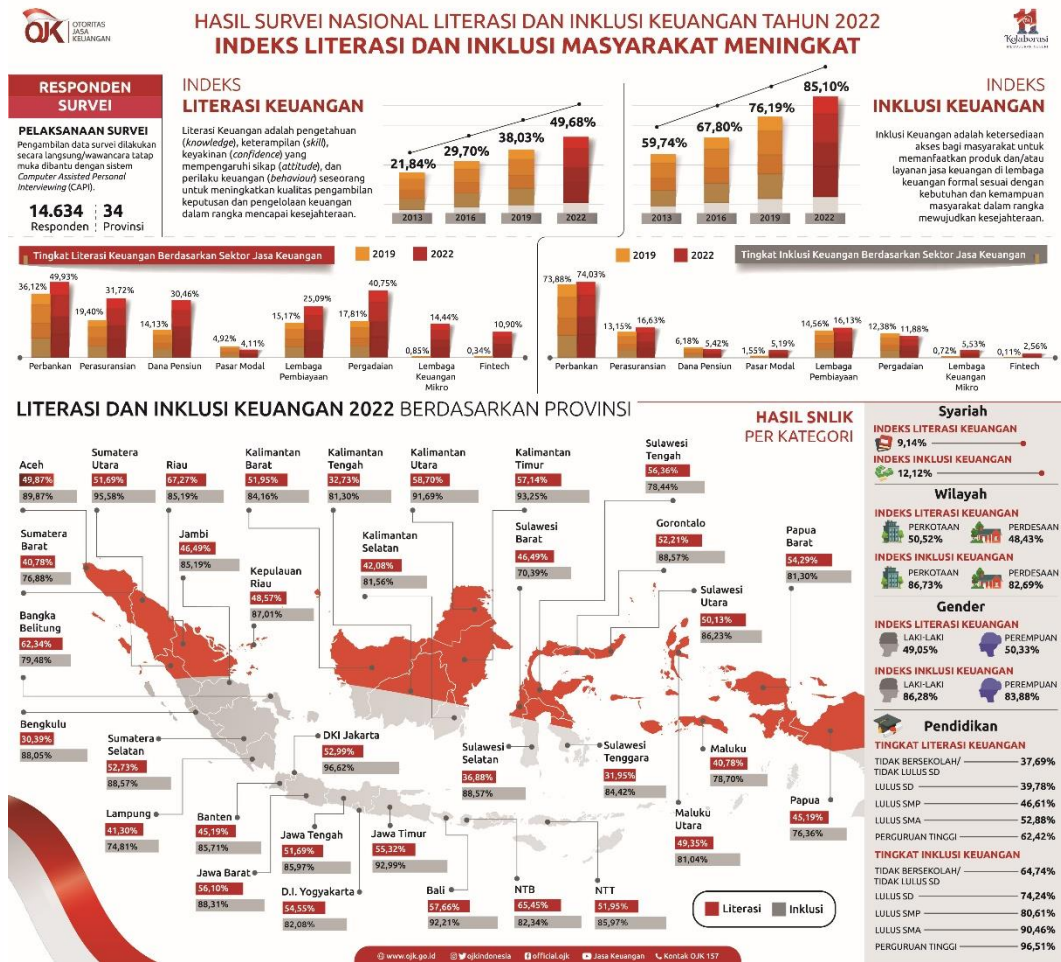 OJK OTORITAS JASA KEUANGAN
HASIL SURVEI NASIONAL LITERASI DAN INKLUSI KEUANGAN TAHUN 2022
INDEKS LITERASI DAN INKLUSI MASYARAKAT MENINGKAT
11
Kolaborasi
RESPONDEN
SURVEI
PELAKSANAAN SURVEI
Pengambilan data survei dilakukan
secara langsung/wawancara tatap
muka dibantu dengan sistem
Computer Assisted Personal
Interviewing (CAPI).
14.634 34
Responden Provinsi
INDEKS
LITERASI KEUANGAN
Literasi Keuangan adalah pengetahuan
(knowledge), keterampilan (skill),
keyakinan (confidence) yang
mempengaruhi sikap (attitude), dan
perilaku keuangan (behaviour) seseorang
untuk meningkatkan kualitas pengambilan
keputusan dan pengelolaan keuangan
dalam rangka mencapai kesejahteraan.
21,84% 29,70% 38,03% 49,68%
2013 2016 2019 2022
59,74% 67,80% 76,19% 85,10%
2013 2016 2019 2022
INDEKS
INKLUSI KEUANGAN
Inklusi Keuangan adalah ketersediaan
akses bagi masyarakat untuk
memanfaatkan produk dan/atau
layanan jasa keuangan di lembaga
keuangan formal sesuai dengan
kebutuhan dan kemampuan
masyarakat dalam rangka
mewujudkan kesejahteraan.
Tingkat Literasi Keuangan Berdasarkan Sektor Jasa Keuangan
2019 2022
36,12% 49,93%
19,40% 31,72%
14,13% 30,46%
4,92% 4,11%
15,17% 25,09%
17,81% 40,75%
0,85% 14,44%
0,34% 10,90%
Perbankan Perasuransian Dana Pensiun Pasar Modal Lembaga Pembiayaan Pergadaian Lembaga Keuangan Mikro Fintech
2019 2022
Tingkat Inklusi Keuangan Berdasarkan Sektor Jasa Keuangan
73,88% 74,03%
13,15% 16,63%
6,18% 5,42%
1,55% 5,19%
14,56% 16,13%
12,38% 11,88%
0,72% 5,53%
0,11% 2,56%
Perbankan Perasuransian Dana Pensiun Pasar Modal Lembaga Pembiayaan Pergadaian Lembaga Keuangan Mikro Fintech
LITERASI DAN INKLUSI KEUANGAN 2022 BERDASARKAN PROVINSI
HASIL SNLIK
PER KATEGORI
Aceh
49,87%
89,87%
Sumatera
Utara
51,69%
95,58%
Riau
67,27%
85,19%
Kalimantan
Barat
51,95%
84,16%
Kalimantan
Tengah
32,73%
81,30%
Kalimantan
Utara
58,70%
91,69%
Kalimantan
Timur
57,14%
93,25%
Sulawesi
Tengah
56,36%
78,44%
Sumatera
Barat
40,78%
76,88%
Jambi
46,49%
85,19%
Kepulauan
Riau
48,57%
87,01%
Kalimantan
Selatan
42,08%
81,56%
Sulawesi
Barat
46,49%
70,39%
Gorontalo
52,21%
88,57%
Papua
Barat
54,29%
81,30%
Sulawesi
Utara
50,13%
86,23%
Bangka
Belitung
62,34%
79,48%
Bengkulu
30,39%
88,05%
Sumatera
Selatan
52,73%
88,57%
DKI Jakarta
52,99%
96,62%
Sulawesi
Selatan
36,88%
88,57%
Sulawesi
Tenggara
31,95%
84,42%
Maluku
40,78%
78,70%
Papua
45,19%
76,36%
Lampung
41,30%
74,81%
Banten
45,19%
85,71%
Jawa Tengah
51,69%
85,97%
Jawa Timur
55,32%
92,99%
Maluku
Utara
49,35%
81,04%
Jawa Barat
56,10%
88,31%
D.I. Yogyakarta
54,55%
82,08%
Bali
57,66%
92,21%
NTB
65,45%
82,34%
NTT
51,95%
85,97%
Literasi Inklusi
Syariah
INDEKS LITERASI KEUANGAN
9,14%
INDEKS INKLUSI KEUANGAN
12,12%
Wilayah
INDEKS LITERASI KEUANGAN
PERKOTAAN 50,52% PERDESAAN 48,43%
INDEKS INKLUSI KEUANGAN
PERKOTAAN 86,73% PERDESAAN 82,69%
Gender
INDEKS LITERASI KEUANGAN
LAKI-LAKI 49,05% PEREMPUAN 50,33%
INDEKS INKLUSI KEUANGAN
LAKI-LAKI 86,28% PEREMPUAN 83,88%
Pendidikan
TINGKAT LITERASI KEUANGAN
TIDAK BERSEKOLAH/
TIDAK LULUS SD 37,69%
LULUS SD 39,78%
LULUS SMP 46,61%
LULUS SMA 52,88%
PERGURUAN TINGGI 62,42%
TINGKAT INKLUSI KEUANGAN
TIDAK BERSEKOLAH/
TIDAK LULUS SD 64,74%
LULUS SD 74,24%
LULUS SMP 80,61%
LULUS SMA 90,46%
PERGURUAN TINGGI 96,51%
www.ojk.go.id ojkindonesia official.ojk Jasa Keuangan Kontak OJK 157